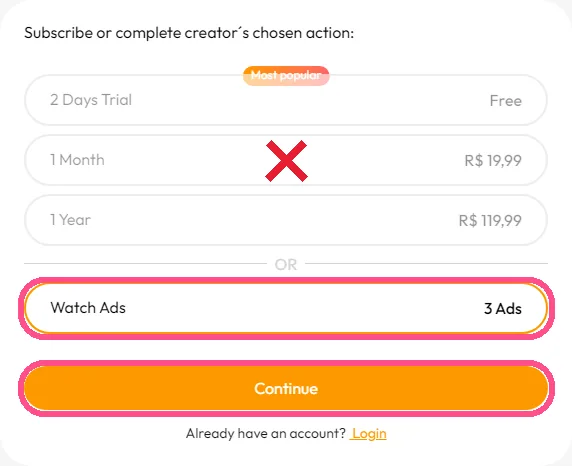 Subscribe or complete creator´s chosen action:
Most popular
2 Days Trial Free
1 Month R$ 19,99
1 Year R$ 119,99
OR
Watch Ads 3 Ads
Continue
Already have an account? Login